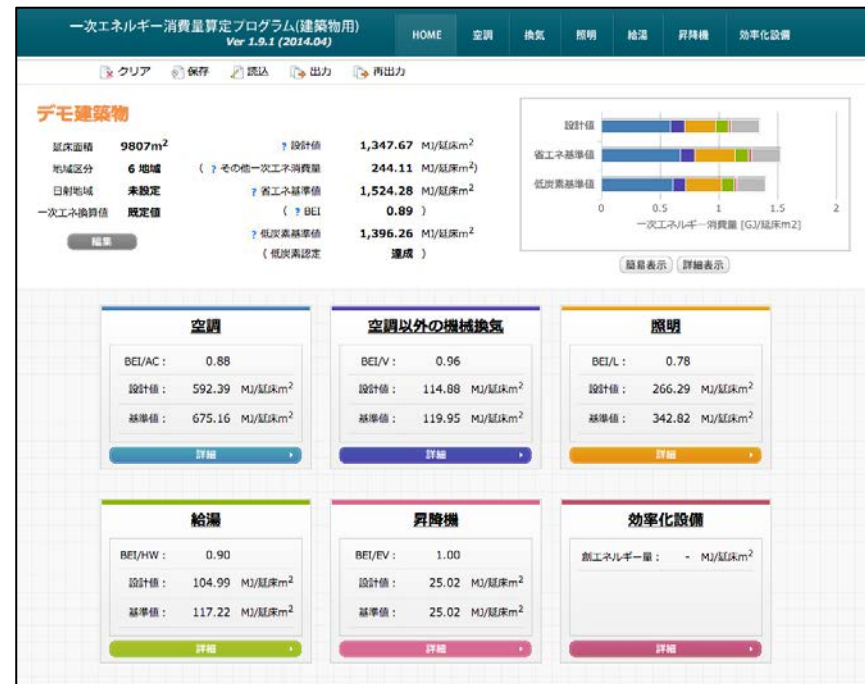 一次エネルギー消費量算定プログラム(建築物用)
Ver 1.9.1 (2014.04)
HOME 空調 換気 照明 給湯 昇降機 効率化設備
クリア 保存 読込 出力 再出力
デモ建築物
延床面積 9807m2
地域区分 6 地域
日射地域 未設定
一次エネ換算値 既定値
編集
? 設計値 1,347.67 MJ/延床m2
( ? その他一次エネ消費量 244.11 MJ/延床m2)
? 省エネ基準値 1,524.28 MJ/延床m2
( ? BEI 0.89 )
? 低炭素基準値 1,396.26 MJ/延床m2
( 低炭素認定 達成 )
設計値
省エネ基準値
低炭素基準値
0 0.5 1 1.5 2
一次エネルギー消費量 [GJ/延床m2]
簡易表示 詳細表示
空調
BEI/AC : 0.88
設計値 : 592.39 MJ/延床m2
基準値 : 675.16 MJ/延床m2
詳細
空調以外の機械換気
BEI/V : 0.96
設計値 : 114.88 MJ/延床m2
基準値 : 119.95 MJ/延床m2
詳細
照明
BEI/L : 0.78
設計値 : 266.29 MJ/延床m2
基準値 : 342.82 MJ/延床m2
詳細
給湯
BEI/HW : 0.90
設計値 : 104.99 MJ/延床m2
基準値 : 117.22 MJ/延床m2
詳細
昇降機
BEI/EV : 1.00
設計値 : 25.02 MJ/延床m2
基準値 : 25.02 MJ/延床m2
詳細
効率化設備
創エネルギー量 : - MJ/延床m2
詳細